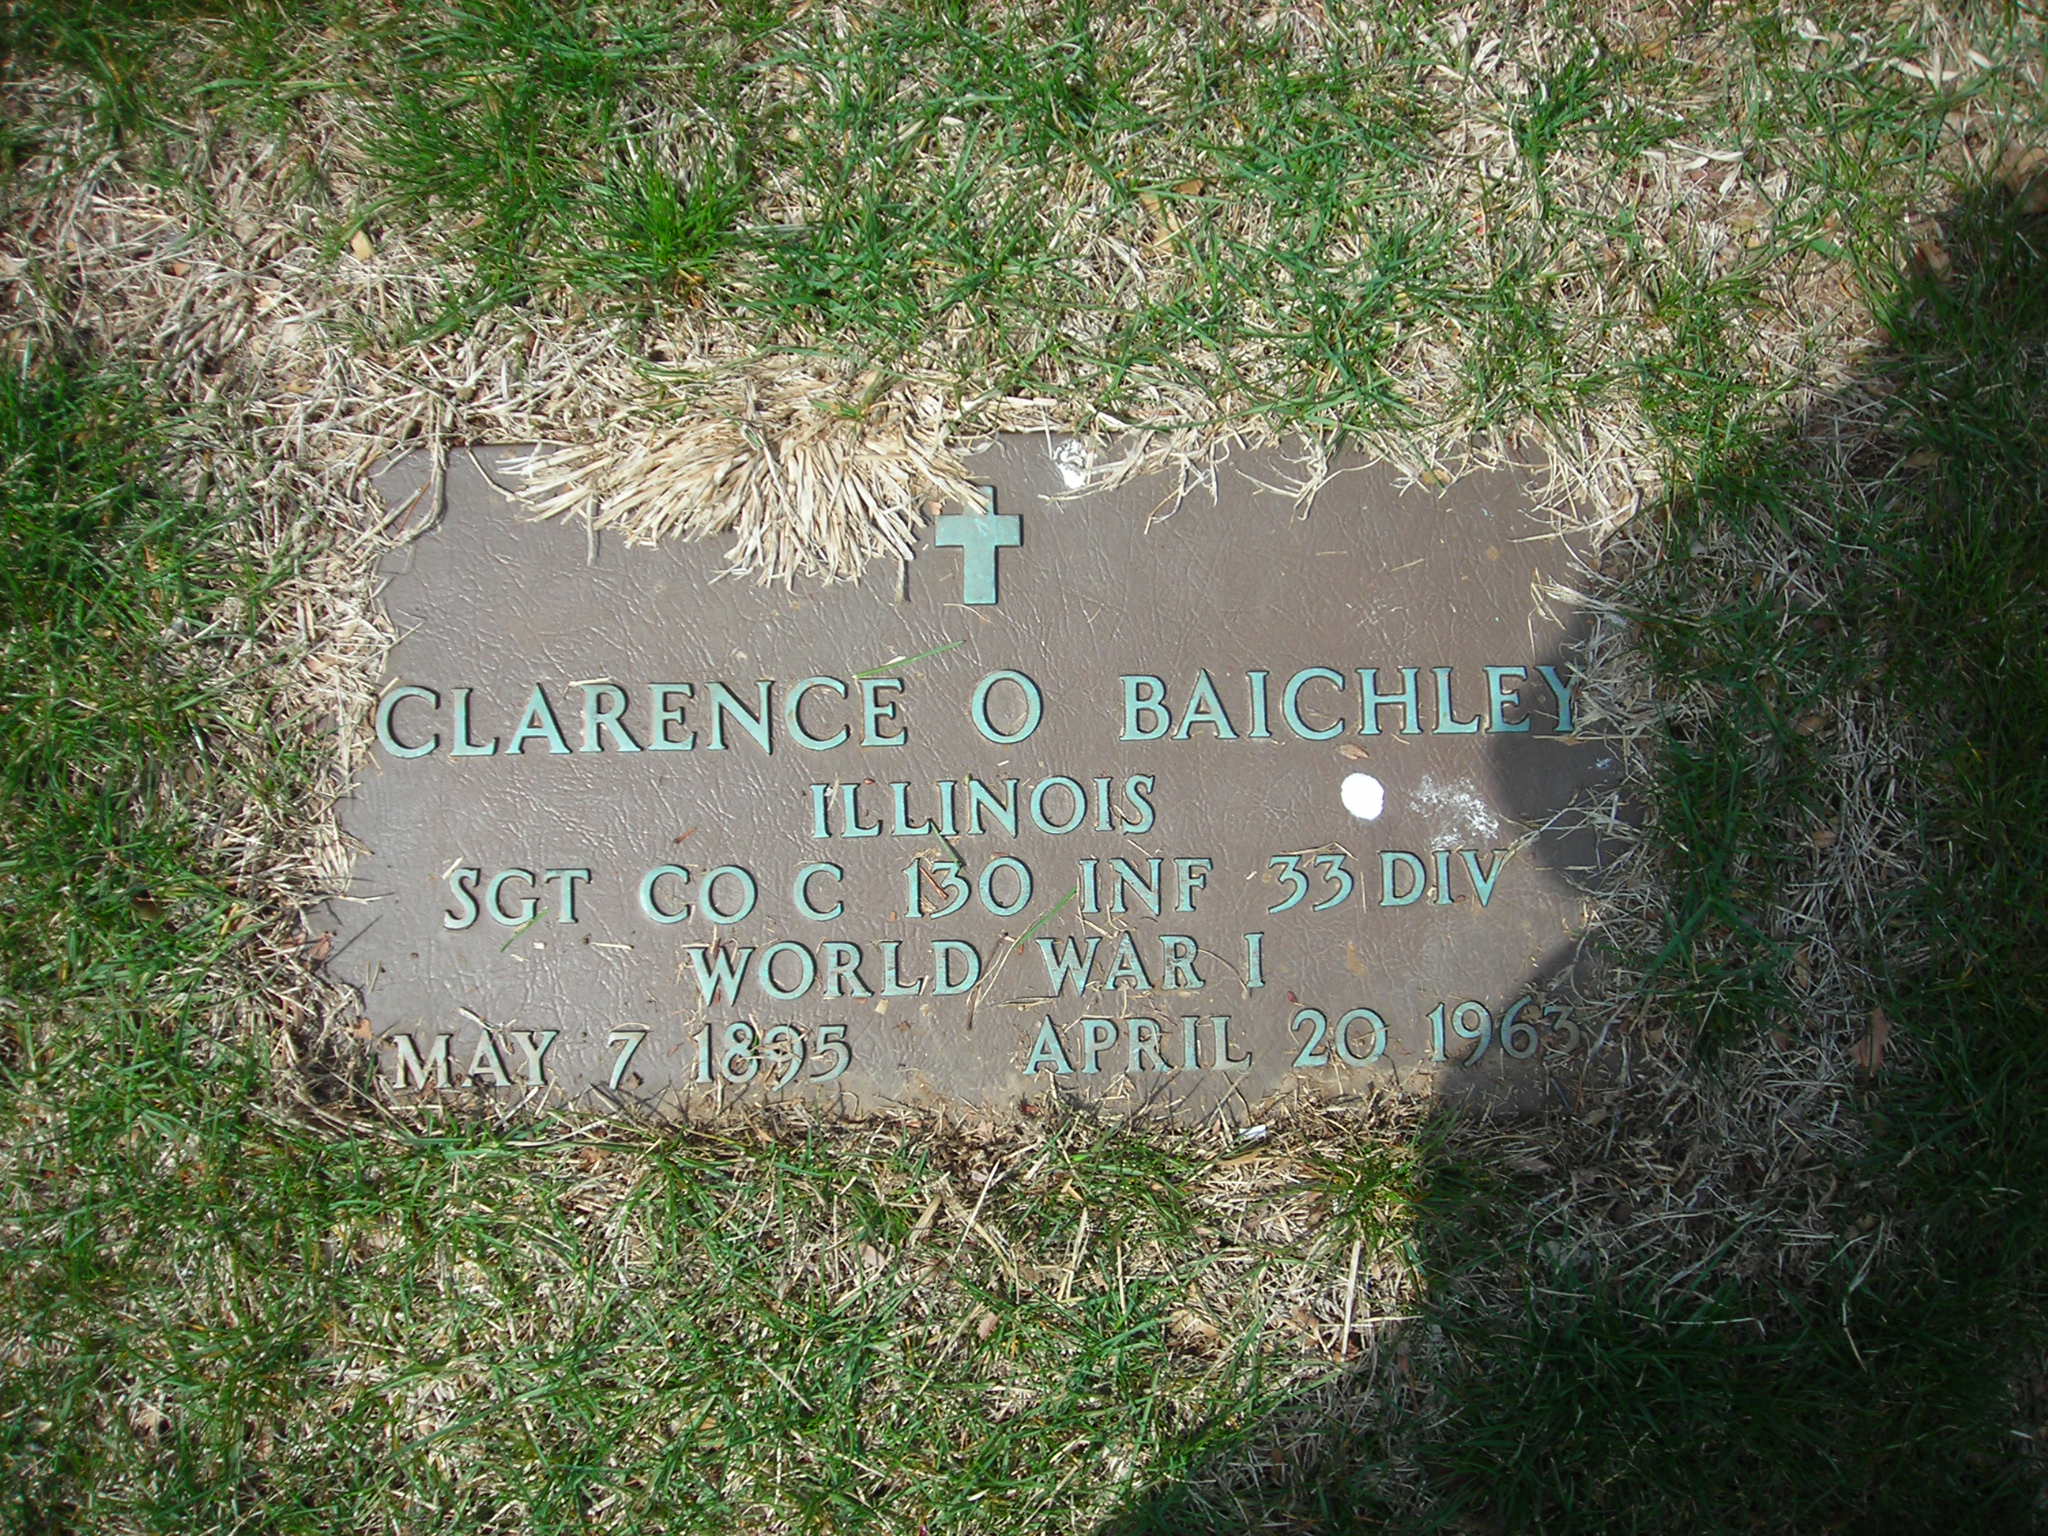 CLARENCE O BAICHLEY
ILLINOIS
SGT CO C 130 INF 33 DIV
WORLD WAR I
MAY 7 1895 APRIL 20 1963